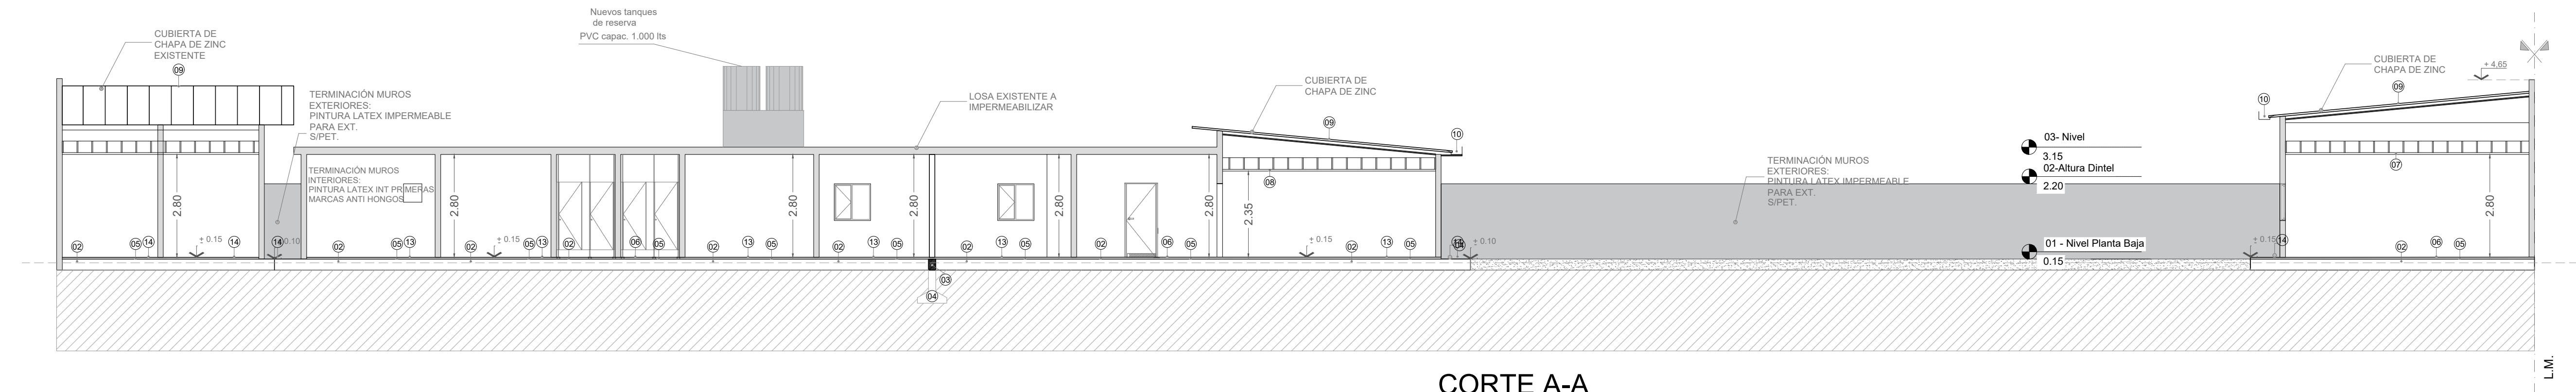 Nuevos tanques
de reserva
PVC capac. 1.000 lts
CUBIERTA DE
CHAPA DE ZINC
EXISTENTE
09
TERMINACIÓN MUROS
EXTERIORES:
PINTURA LATEX IMPERMEABLE
PARA EXT.
S/PET.
TERMINACIÓN MUROS
INTERIORES:
PINTURA LATEX INT PRIMERAS
MARCAS ANTI HONGOS
LOSA EXISTENTE A
IMPERMEABILIZAR
CUBIERTA DE
CHAPA DE ZINC
09
10
08
TERMINACIÓN MUROS
EXTERIORES:
PINTURA LATEX IMPERMEABLE
PARA EXT.
S/PET.
03- Nivel
3.15
02-Altura Dintel
2.20
01 - Nivel Planta Baja
0.15
CUBIERTA DE
CHAPA DE ZINC
+ 4,65
09
10
07
2.80
2.80
2.80
2.80
2.80
2.80
2.35
2.80
02
05
14
± 0.15
14
14
0.10
02
05
13
02
± 0.15
05
13
02
06
05
02
13
05
02
13
05
02
13
05
02
06
05
± 0.15
02
13
05
± 0.10
± 0.15
14
02
06
05
03
04
CORTE A-A
L.M.